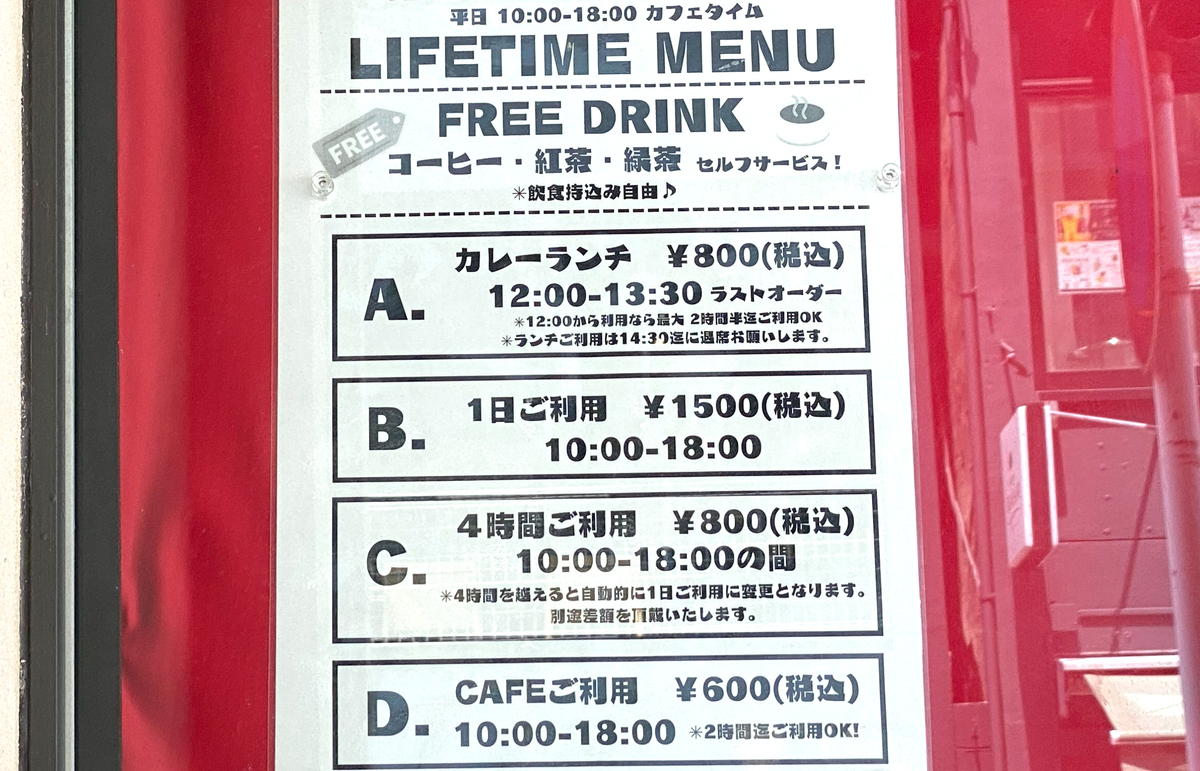 平日 10:00-18:00 カフェタイム
LIFETIME MENU
FREE
FREE DRINK
コーヒー・紅茶・緑茶 セルフサービス!
✳飲食持込み自由♪
A.
カレーランチ ¥800(税込)
12:00-13:30 ラストオーダー
✳12:00から利用なら最大 2時間半迄ご利用OK
✳ランチご利用は14:30迄に退席お願いします。
B.
1日ご利用 ¥1500(税込)
10:00-18:00
C.
4時間ご利用 ¥800(税込)
10:00-18:00の間
✳4時間を越えると自動的に1日ご利用に変更となります。
別途差額を頂戴いたします。
D.
CAFEご利用 ¥600(税込)
10:00-18:00 ✳2時間迄ご利用OK!